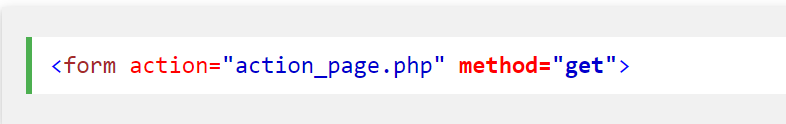 <form action="action_page.php" method="get">